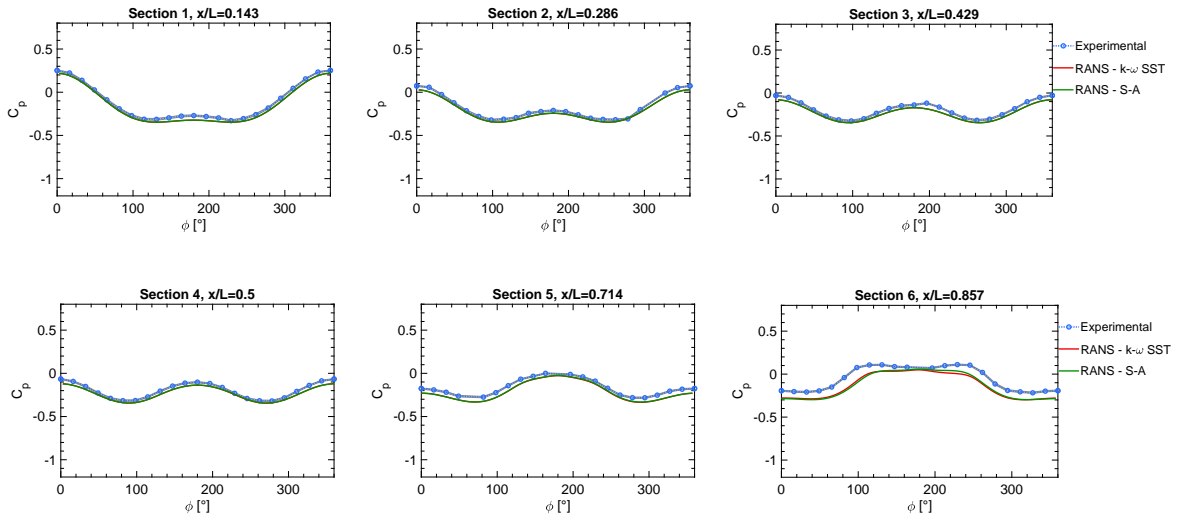 Section 1, x/L=0.143
Section 2, x/L=0.286
Section 3, x/L=0.429
0.5
0
-0.5
-1
C_p
0
100
200
300
ϕ [°]
0.5
0
-0.5
-1
C_p
0
100
200
300
ϕ [°]
0.5
0
-0.5
-1
C_p
0
100
200
300
ϕ [°]
Experimental
RANS - k-ω SST
RANS - S-A
Section 4, x/L=0.5
Section 5, x/L=0.714
Section 6, x/L=0.857
0.5
0
-0.5
-1
C_p
0
100
200
300
ϕ [°]
0.5
0
-0.5
-1
C_p
0
100
200
300
ϕ [°]
0.5
0
-0.5
-1
C_p
0
100
200
300
ϕ [°]
Experimental
RANS - k-ω SST
RANS - S-A